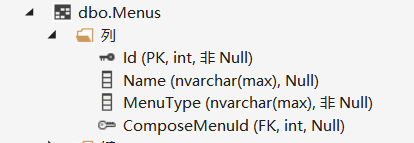 dbo.Menus
列
Id (PK, int, 非 Null)
Name (nvarchar(max), Null)
MenuType (nvarchar(max), 非 Null)
ComposeMenuId (FK, int, Null)